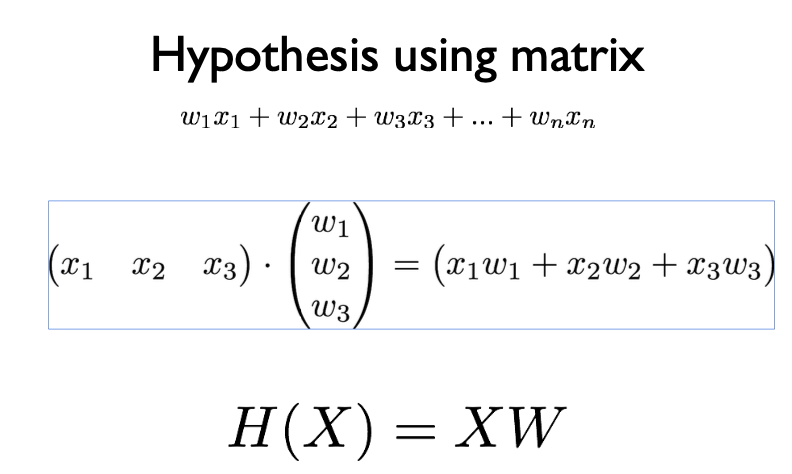 Hypothesis using matrix
w₁x₁ + w₂x₂ + w₃x₃ + ... + wₙxₙ
(x₁ x₂ x₃) · (w₁ w₂ w₃) = (x₁w₁ + x₂w₂ + x₃w₃)
H(X) = XW